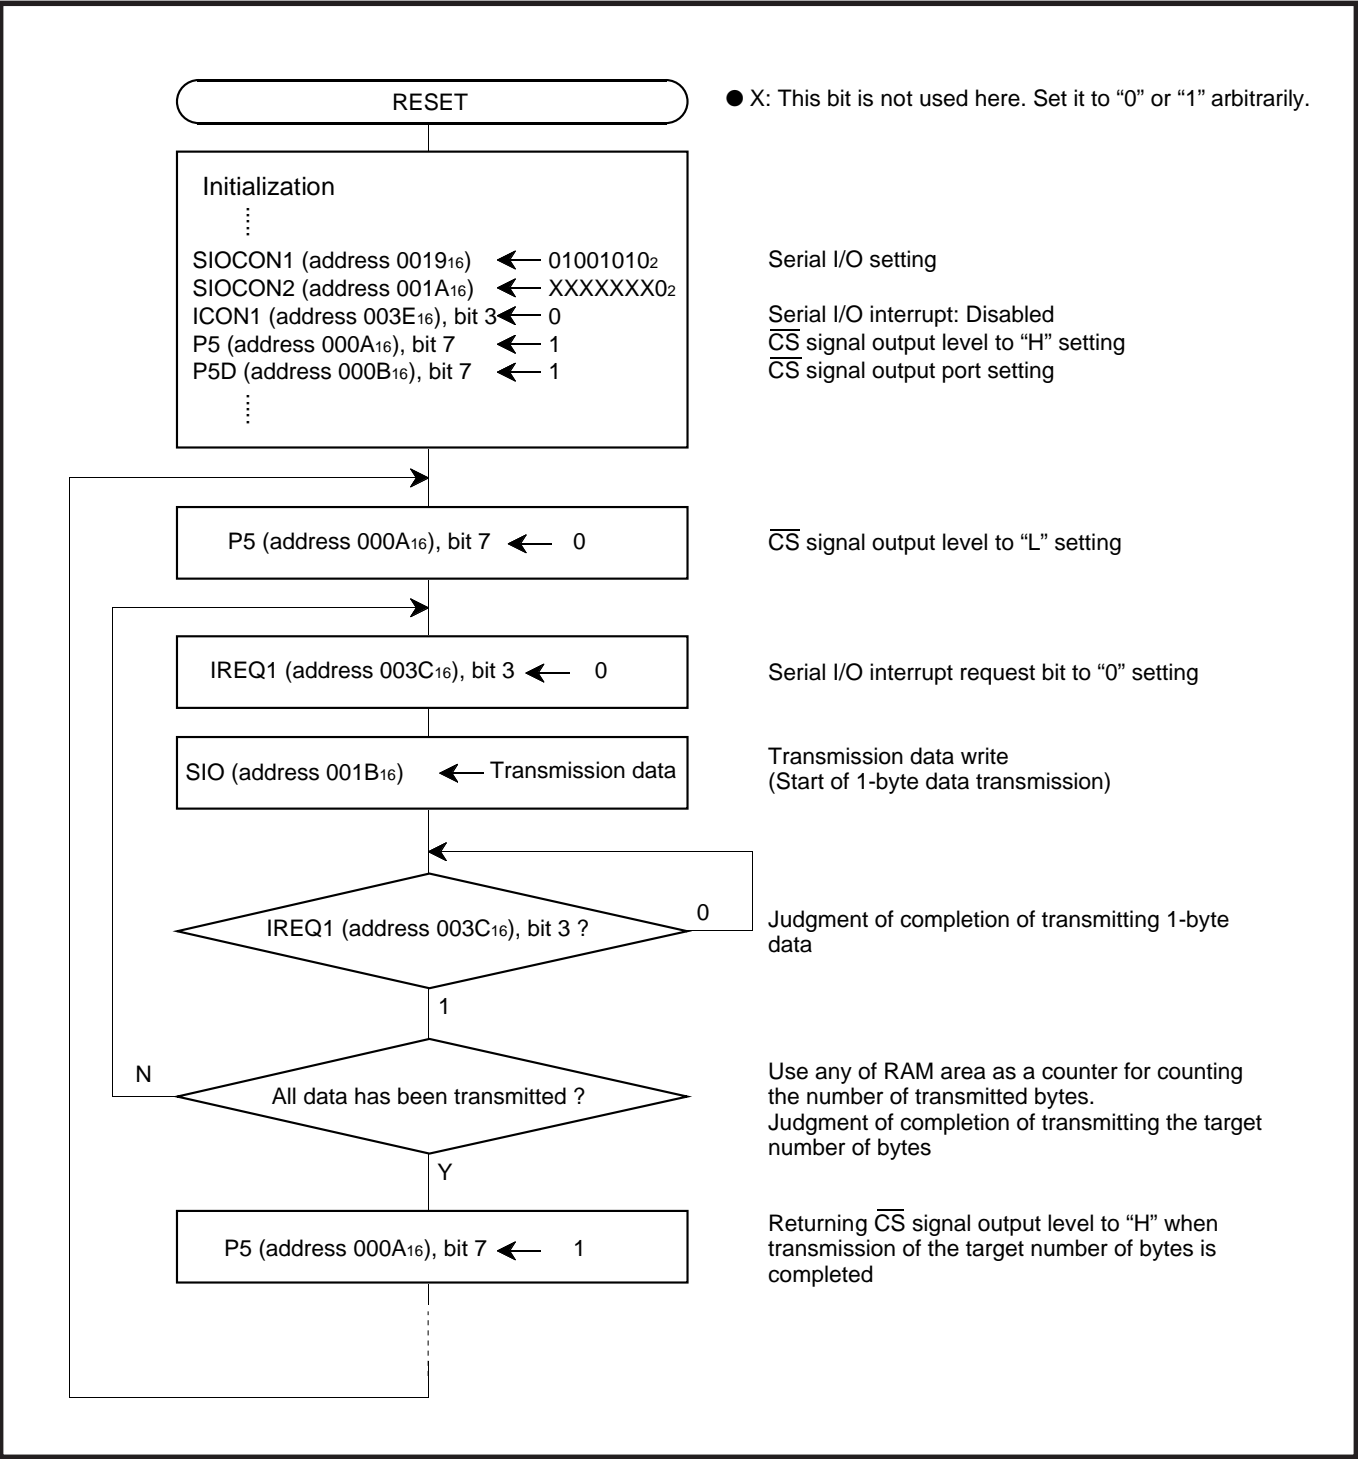 RESET
● X: This bit is not used here. Set it to “0” or “1” arbitrarily.
Initialization
SIOCON1 (address 0019₁₆) ← 01001010₂ Serial I/O setting
SIOCON2 (address 001A₁₆) ← XXXXXXX0₂
ICON1 (address 003E₁₆), bit 3 ← 0 Serial I/O interrupt: Disabled
P5 (address 000A₁₆), bit 7 ← 1 C̅S̅ signal output level to “H” setting
P5D (address 000B₁₆), bit 7 ← 1 C̅S̅ signal output port setting
P5 (address 000A₁₆), bit 7 ← 0 C̅S̅ signal output level to “L” setting
IREQ1 (address 003C₁₆), bit 3 ← 0 Serial I/O interrupt request bit to “0” setting
SIO (address 001B₁₆) ← Transmission data
Transmission data write
(Start of 1-byte data transmission)
IREQ1 (address 003C₁₆), bit 3 ?
0
Judgment of completion of transmitting 1-byte
data
1
N
All data has been transmitted ?
Use any of RAM area as a counter for counting
the number of transmitted bytes.
Judgment of completion of transmitting the target
number of bytes
Y
P5 (address 000A₁₆), bit 7 ← 1
Returning C̅S̅ signal output level to “H” when
transmission of the target number of bytes is
completed